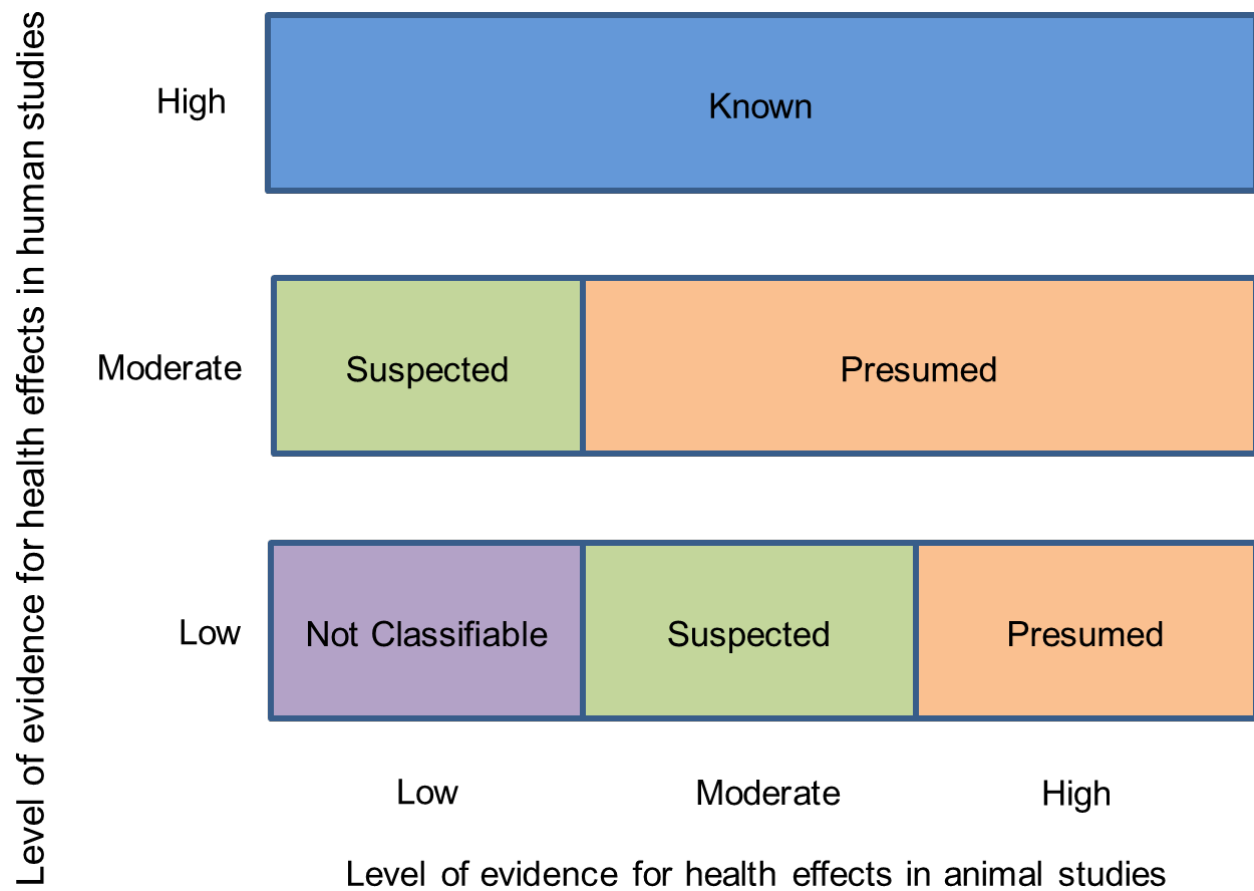 Level of evidence for health effects in human studies
High
Known
Moderate
Suspected
Presumed
Low
Not Classifiable
Suspected
Presumed
Low
Moderate
High
Level of evidence for health effects in animal studies